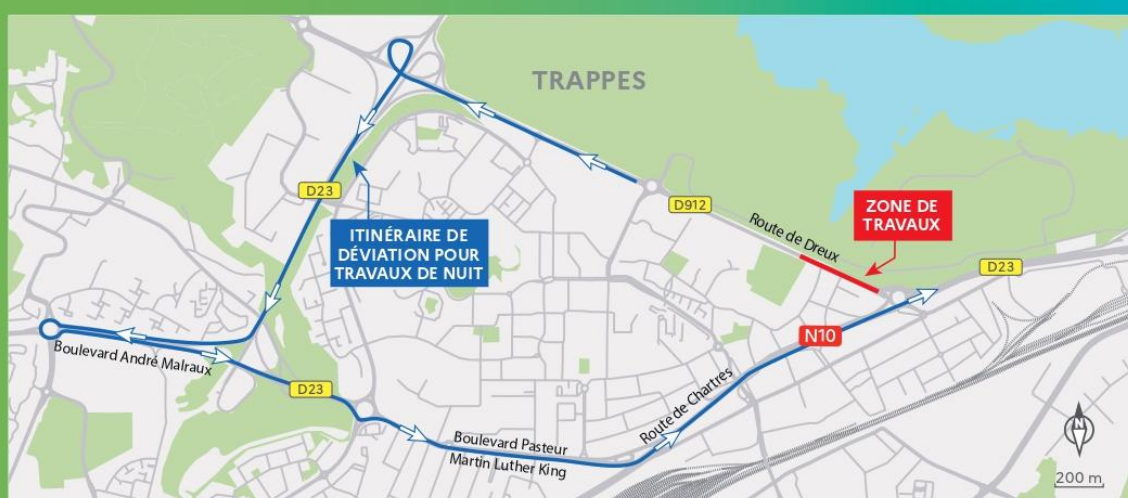 TRAPPES
D23
D912
ZONE DE
TRAVAUX
Route de Dreux
ITINÉRAIRE DE
DÉVIATION POUR
TRAVAUX DE NUIT
D23
N10
Boulevard André Malraux
D23
Route de Chartres
Boulevard Pasteur
Martin Luther King
N
200 m